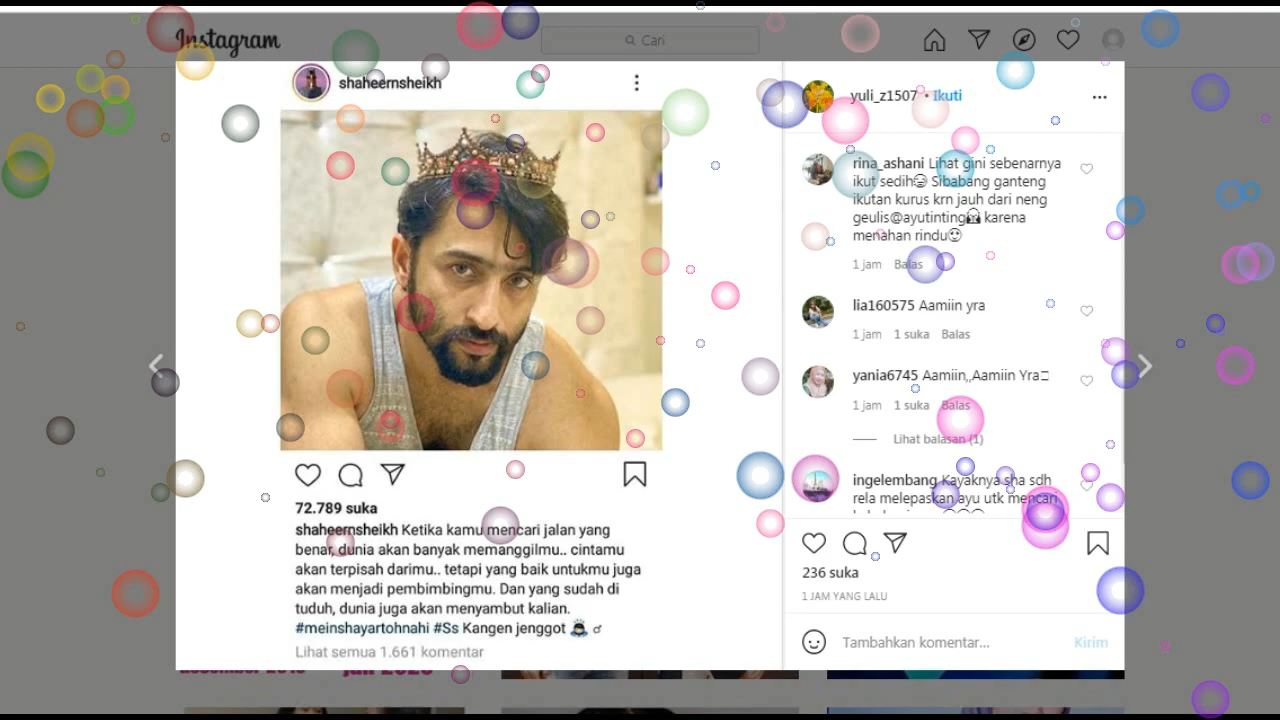 Instagram
Cari
shaheernsheikh
72.789 suka
shaheernsheikh Ketika kamu mencari jalan yang
benar, dunia akan banyak memanggilmu.. cintamu
akan terpisah darimu.. tetapi yang baik untukmu juga
akan menjadi pembimbingmu. Dan yang sudah di
tuduh, dunia juga akan menyambut kalian.
#meinshayartohnahi #Ss Kangen jenggot
Lihat semua 1.661 komentar
yuli_z1507 • Ikuti
rina_ashani Lihat gini sebenarnya
ikut sedih Sibabang ganteng
ikutan kurus krn jauh dari neng
geulis@ayutinting karena
menahan rindu
1 jam Balas
lia160575 Aamiin yra
1 jam 1 suka Balas
yania6745 Aamiin,,Aamiin Yra
1 jam 1 suka Balas
Lihat balasan (1)
ingelembang Kayaknya sha sdh
rela melepaskan ayu utk mencari
236 suka
1 JAM YANG LALU
Tambahkan komentar... Kirim